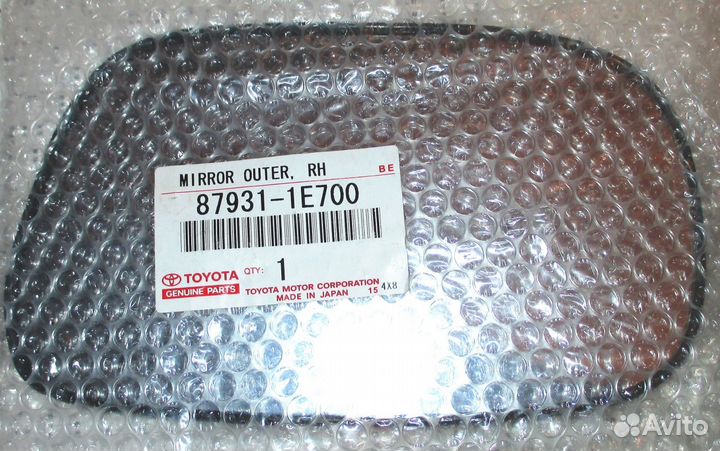 MIRROR OUTER, RH
BE
87931-1E700
TOYOTA
GENUINE PARTS
QTY: 1
TOYOTA MOTOR CORPORATION
MADE IN JAPAN 15 4X8
Avito